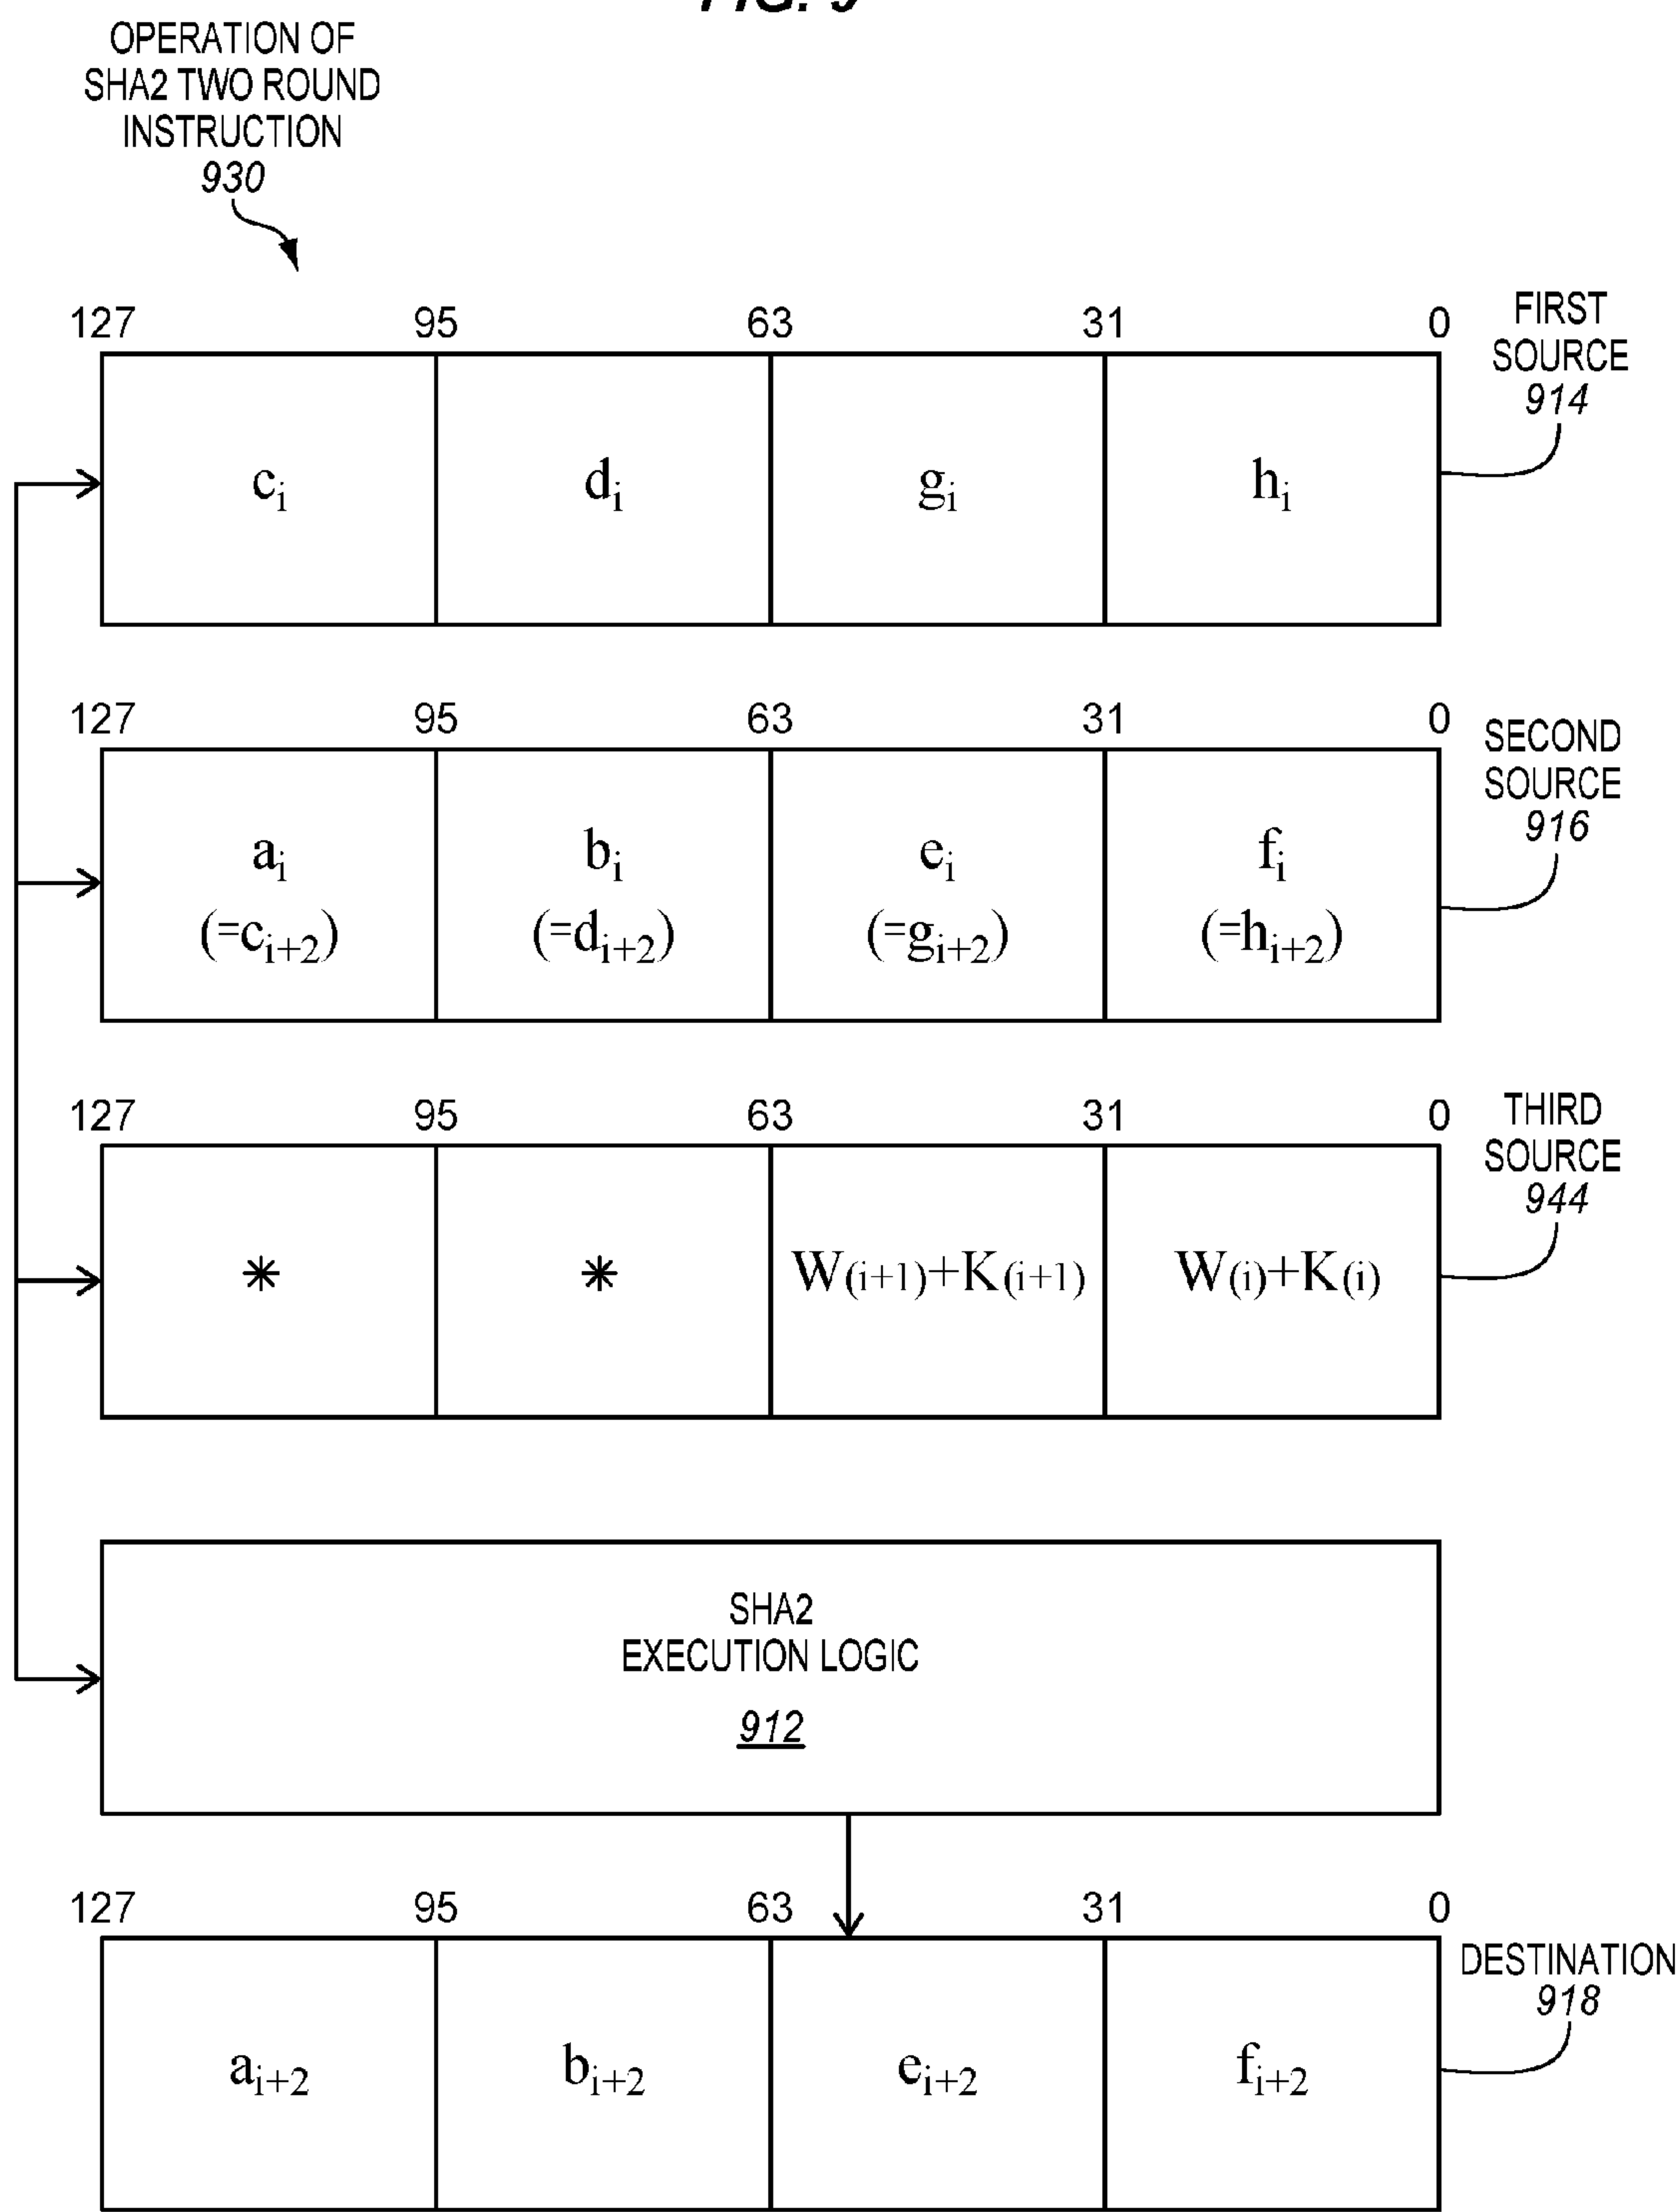 FIG. 9
OPERATION OF
SHA2 TWO ROUND
INSTRUCTION
930
127 95 63 31 0
FIRST
SOURCE
914
cᵢ dᵢ gᵢ hᵢ
127 95 63 31 0
SECOND
SOURCE
916
aᵢ bᵢ eᵢ fᵢ
(=cᵢ₊₂) (=dᵢ₊₂) (=gᵢ₊₂) (=hᵢ₊₂)
127 95 63 31 0
THIRD
SOURCE
944
* * W(i+1)+K(i+1) W(i)+K(i)
SHA2
EXECUTION LOGIC
912
127 95 63 31 0
DESTINATION
918
aᵢ₊₂ bᵢ₊₂ eᵢ₊₂ fᵢ₊₂